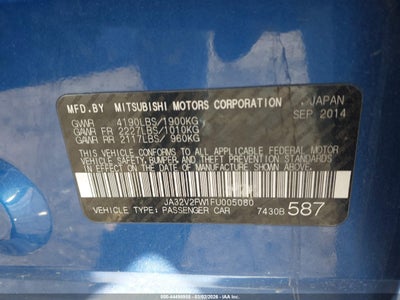 MFD.BY MITSUBISHI MOTORS CORPORATION JAPAN
SEP 2014
GVWR 4190LBS/1900KG
GAWR FR 2227LBS/1010KG
GAWR RR 2117LBS/ 960KG
THIS VEHICLE CONFORMS TO ALL APPLICABLE FEDERAL MOTOR
VEHICLE SAFETY, BUMPER, AND THEFT PREVENTION STANDARDS
IN EFFECT ON THE DATE OF MANUFACTURE SHOWN ABOVE.
JA32V2FW1FU005080
VEHICLE TYPE: PASSENGER CAR 7430B 587